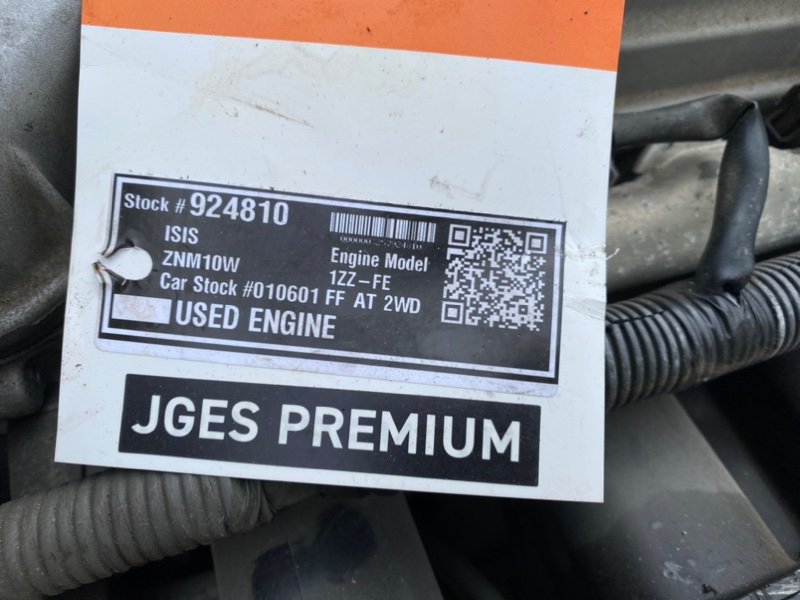 Stock # 924810
ISIS
ZNM10W
Engine Model
1ZZ-FE
Car Stock #010601 FF AT 2WD
USED ENGINE
JGES PREMIUM